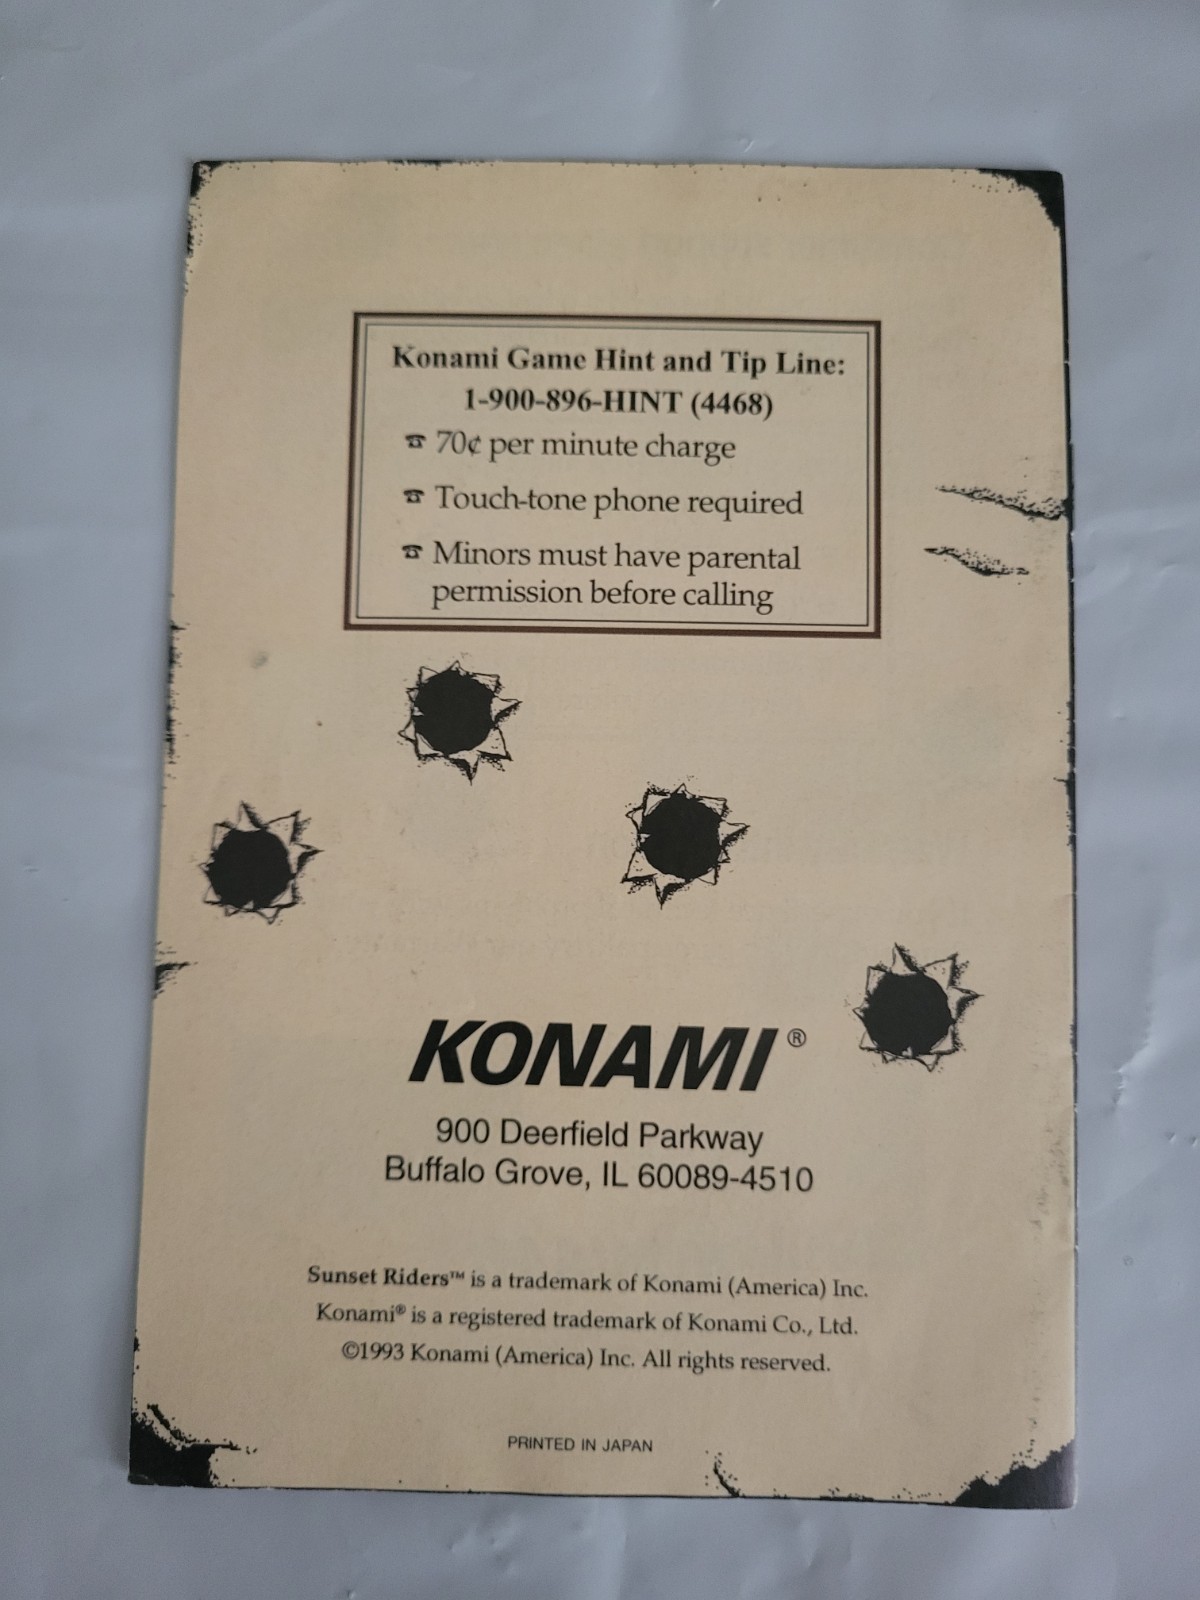 Konami Game Hint and Tip Line:
1-900-896-HINT (4468)
☎ 70¢ per minute charge
☎ Touch-tone phone required
☎ Minors must have parental
permission before calling
KONAMI®
900 Deerfield Parkway
Buffalo Grove, IL 60089-4510
Sunset Riders™ is a trademark of Konami (America) Inc.
Konami® is a registered trademark of Konami Co., Ltd.
©1993 Konami (America) Inc. All rights reserved.
PRINTED IN JAPAN